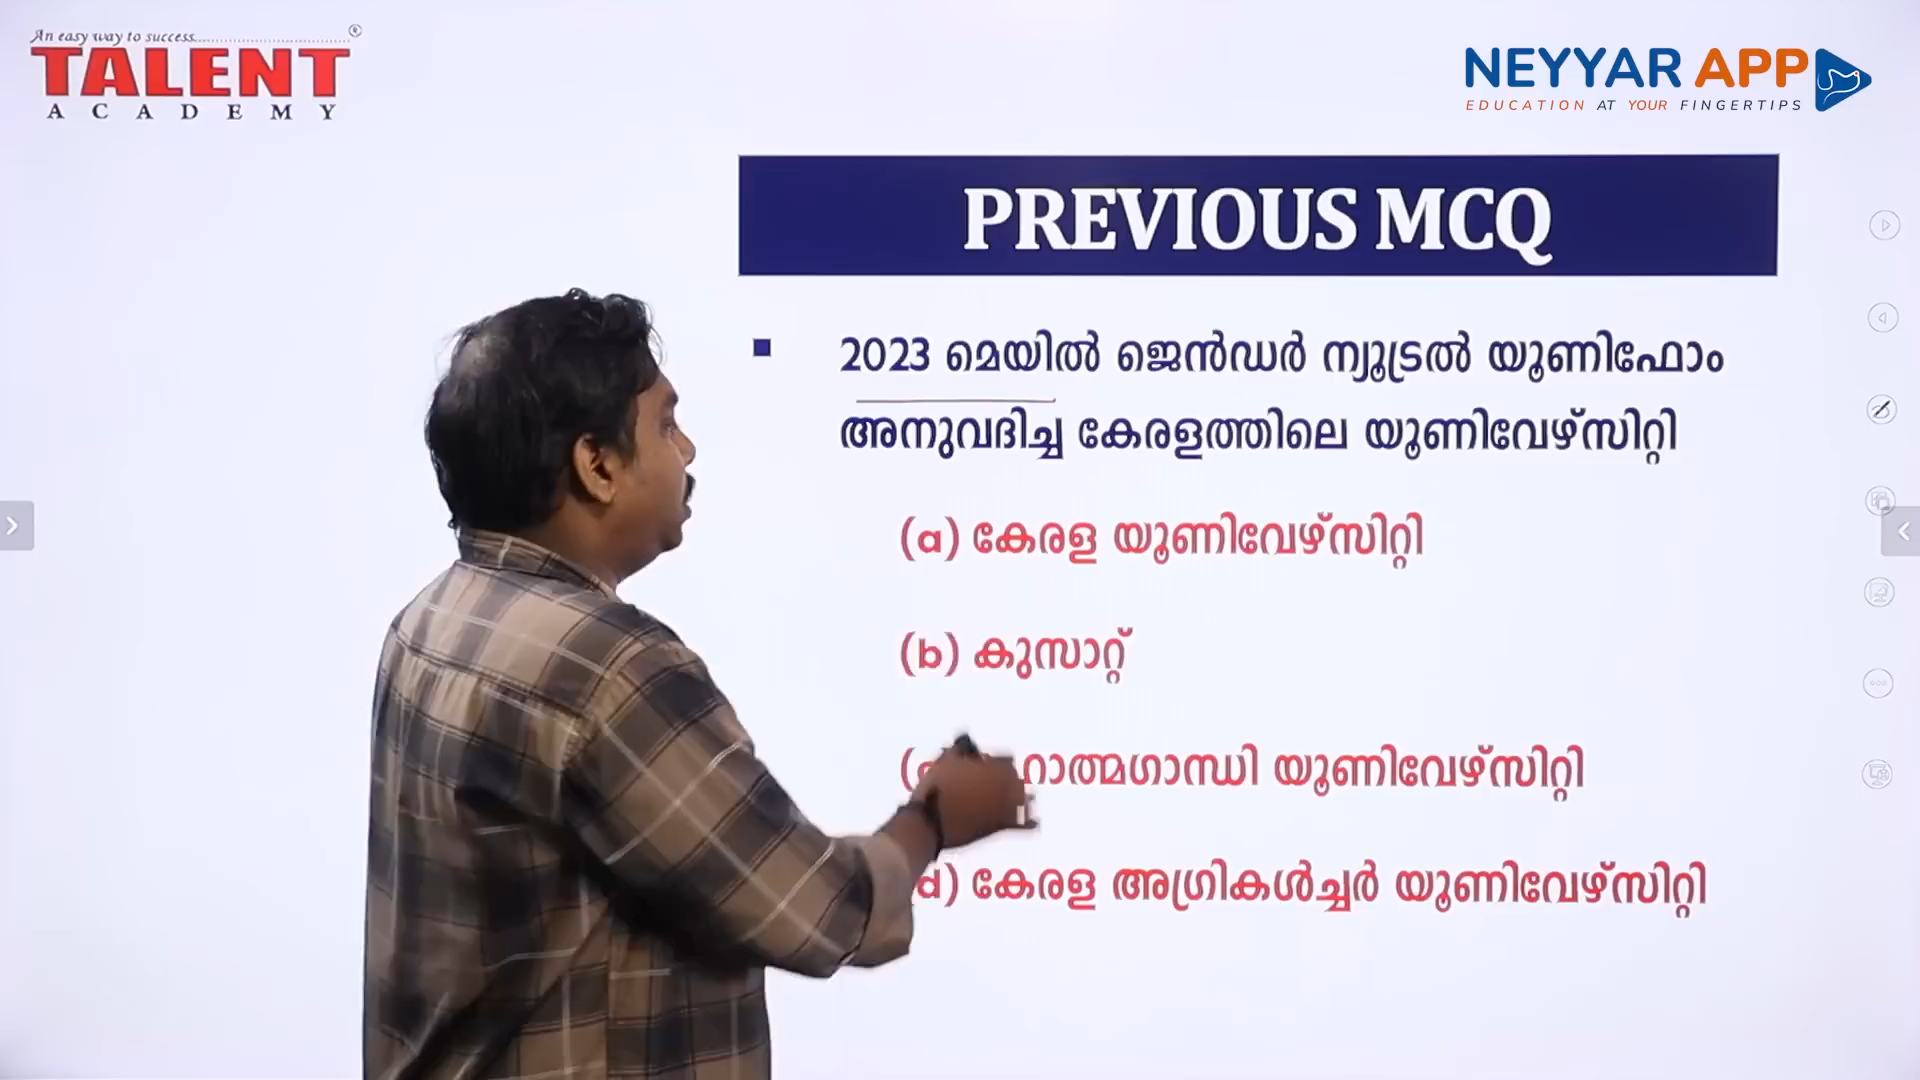 An easy way to success
TALENT
ACADEMY
NEYYAR APP
EDUCATION AT YOUR FINGERTIPS
PREVIOUS MCQ
2023 മെയിൽ ജെൻഡർ ന്യൂട്രൽ യൂണിഫോം
അനുവദിച്ച കേരളത്തിലെ യൂണിവേഴ്സിറ്റി
(a) കേരള യൂണിവേഴ്സിറ്റി
(b) കുസാറ്റ്
യൂണിവേഴ്സിറ്റി
d) കേരള അഗ്രികൾച്ചർ യൂണിവേഴ്സിറ്റി